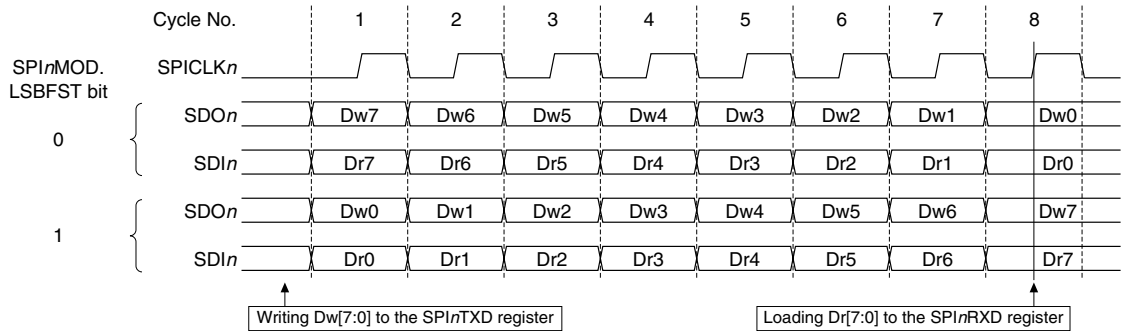 Cycle No. 1 2 3 4 5 6 7 8
SPInMOD. LSBFST bit
SPICLKn
0
SDOn Dw7 Dw6 Dw5 Dw4 Dw3 Dw2 Dw1 Dw0
SDIn Dr7 Dr6 Dr5 Dr4 Dr3 Dr2 Dr1 Dr0
1
SDOn Dw0 Dw1 Dw2 Dw3 Dw4 Dw5 Dw6 Dw7
SDIn Dr0 Dr1 Dr2 Dr3 Dr4 Dr5 Dr6 Dr7
Writing Dw[7:0] to the SPInTXD register
Loading Dr[7:0] to the SPInRXD register